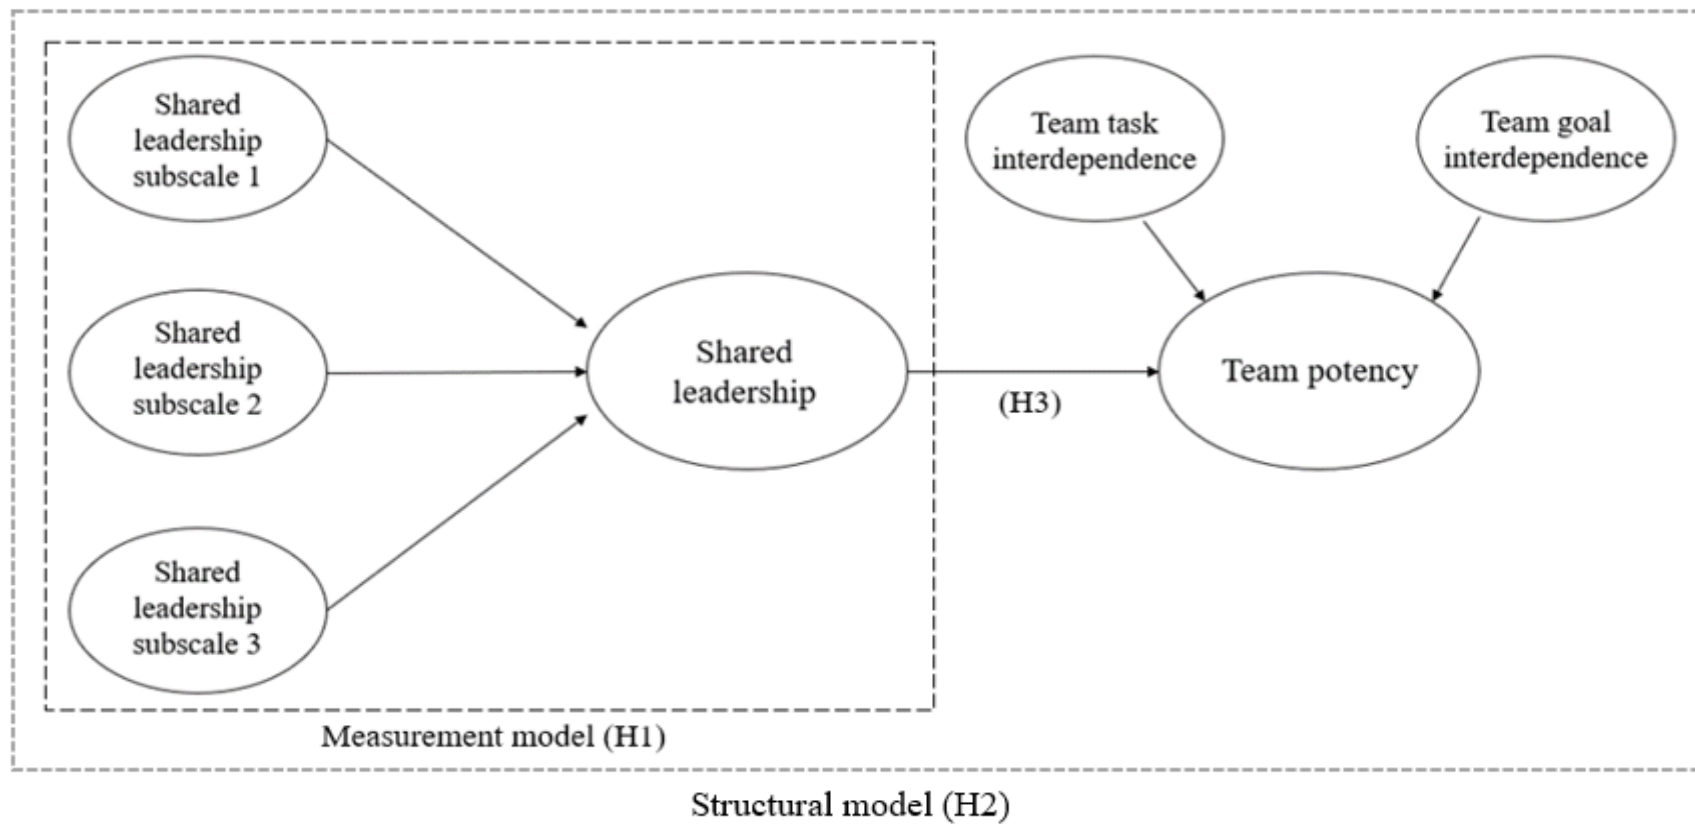 Shared
leadership
subscale 1
Shared
leadership
subscale 2
Shared
leadership
subscale 3
Shared
leadership
Team task
interdependence
Team goal
interdependence
Team potency
(H3)
Measurement model (H1)
Structural model (H2)